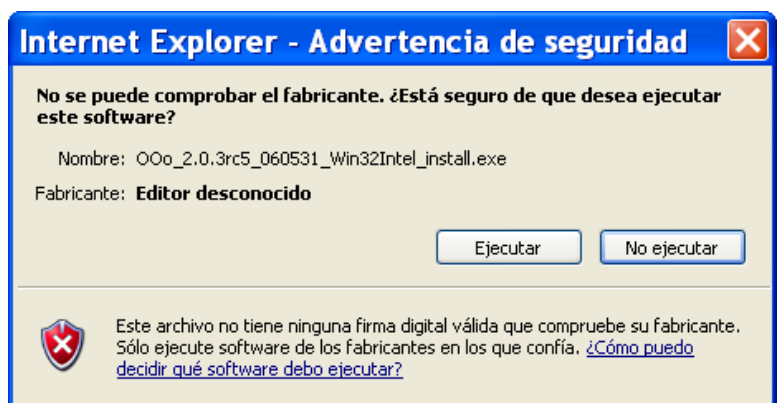 Internet Explorer - Advertencia de seguridad
No se puede comprobar el fabricante. ¿Está seguro de que desea ejecutar
este software?
Nombre: OOo_2.0.3rc5_060531_Win32Intel_install.exe
Fabricante: Editor desconocido
Ejecutar No ejecutar
Este archivo no tiene ninguna firma digital válida que compruebe su fabricante.
Sólo ejecute software de los fabricantes en los que confía. ¿Cómo puedo
decidir qué software debo ejecutar?